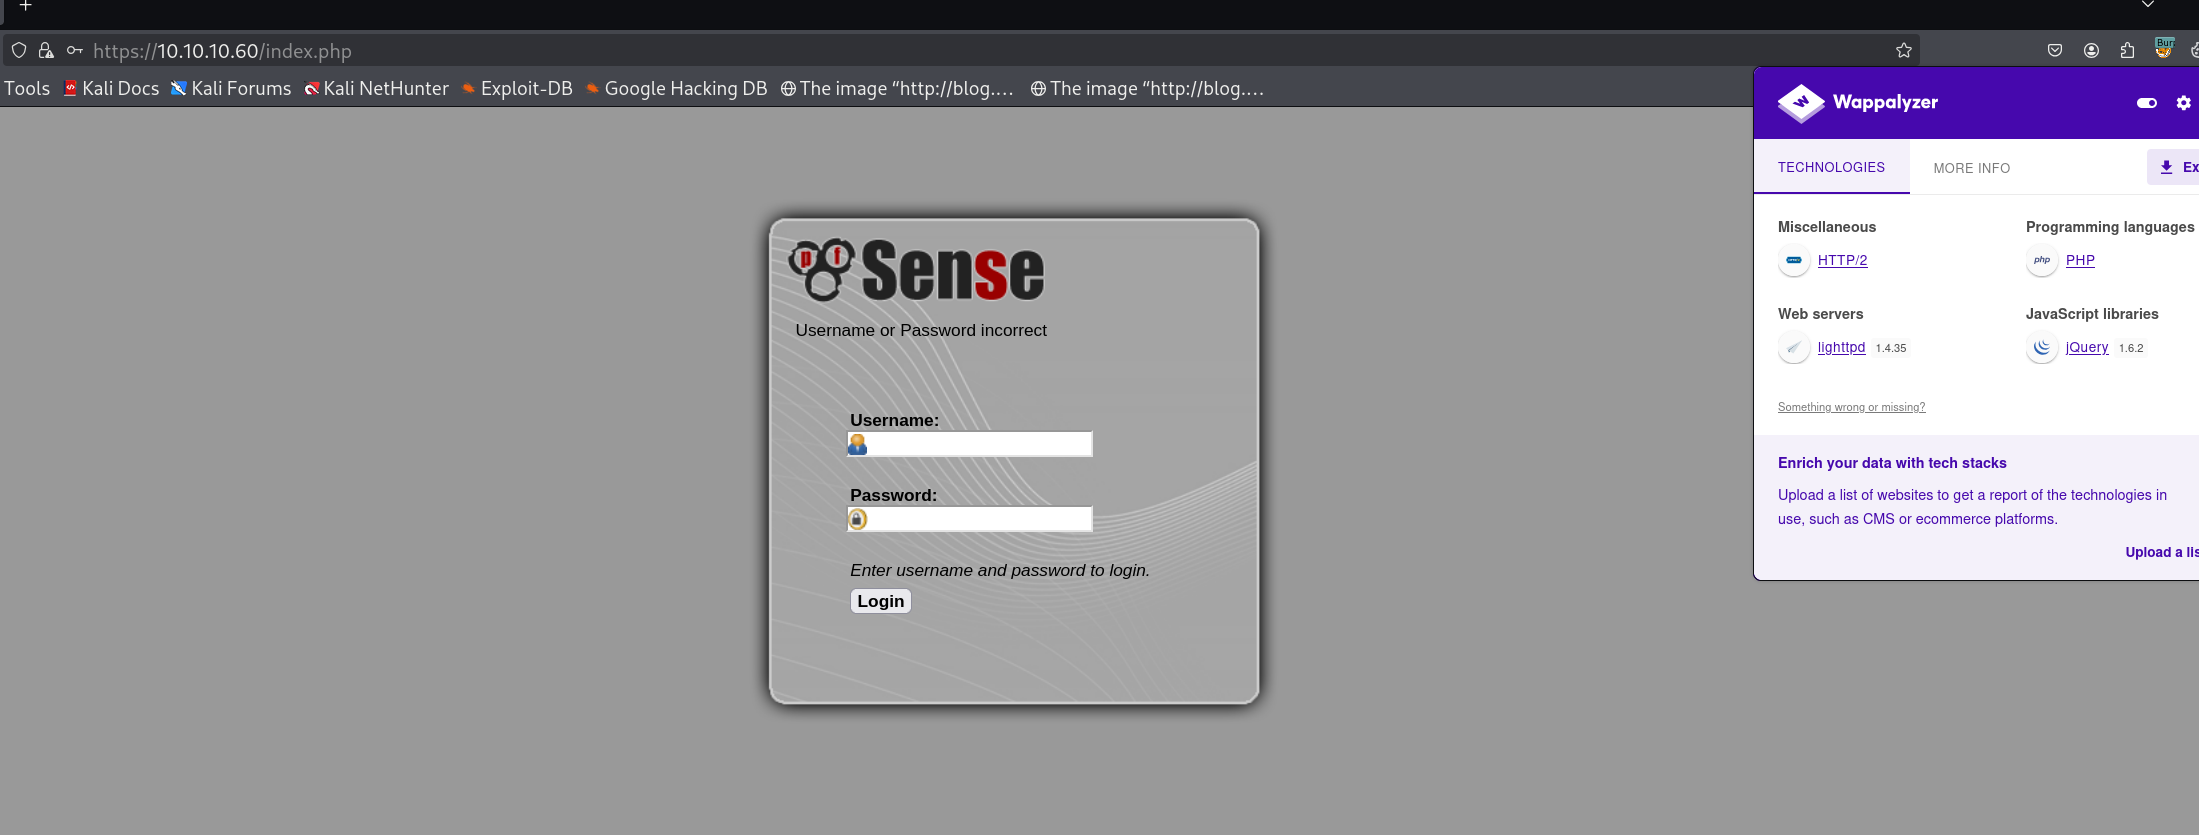 https://10.10.10.60/index.php
Tools Kali Docs Kali Forums Kali NetHunter Exploit-DB Google Hacking DB The image “http://blog.… The image “http://blog.…
Wappalyzer
TECHNOLOGIES MORE INFO Ex
Miscellaneous Programming languages
HTTP/2 php PHP
Web servers JavaScript libraries
lighttpd 1.4.35 jQuery 1.6.2
Something wrong or missing?
Enrich your data with tech stacks
Upload a list of websites to get a report of the technologies in
use, such as CMS or ecommerce platforms.
Upload a lis
pf Sense
Username or Password incorrect
Username:
Password:
Enter username and password to login.
Login